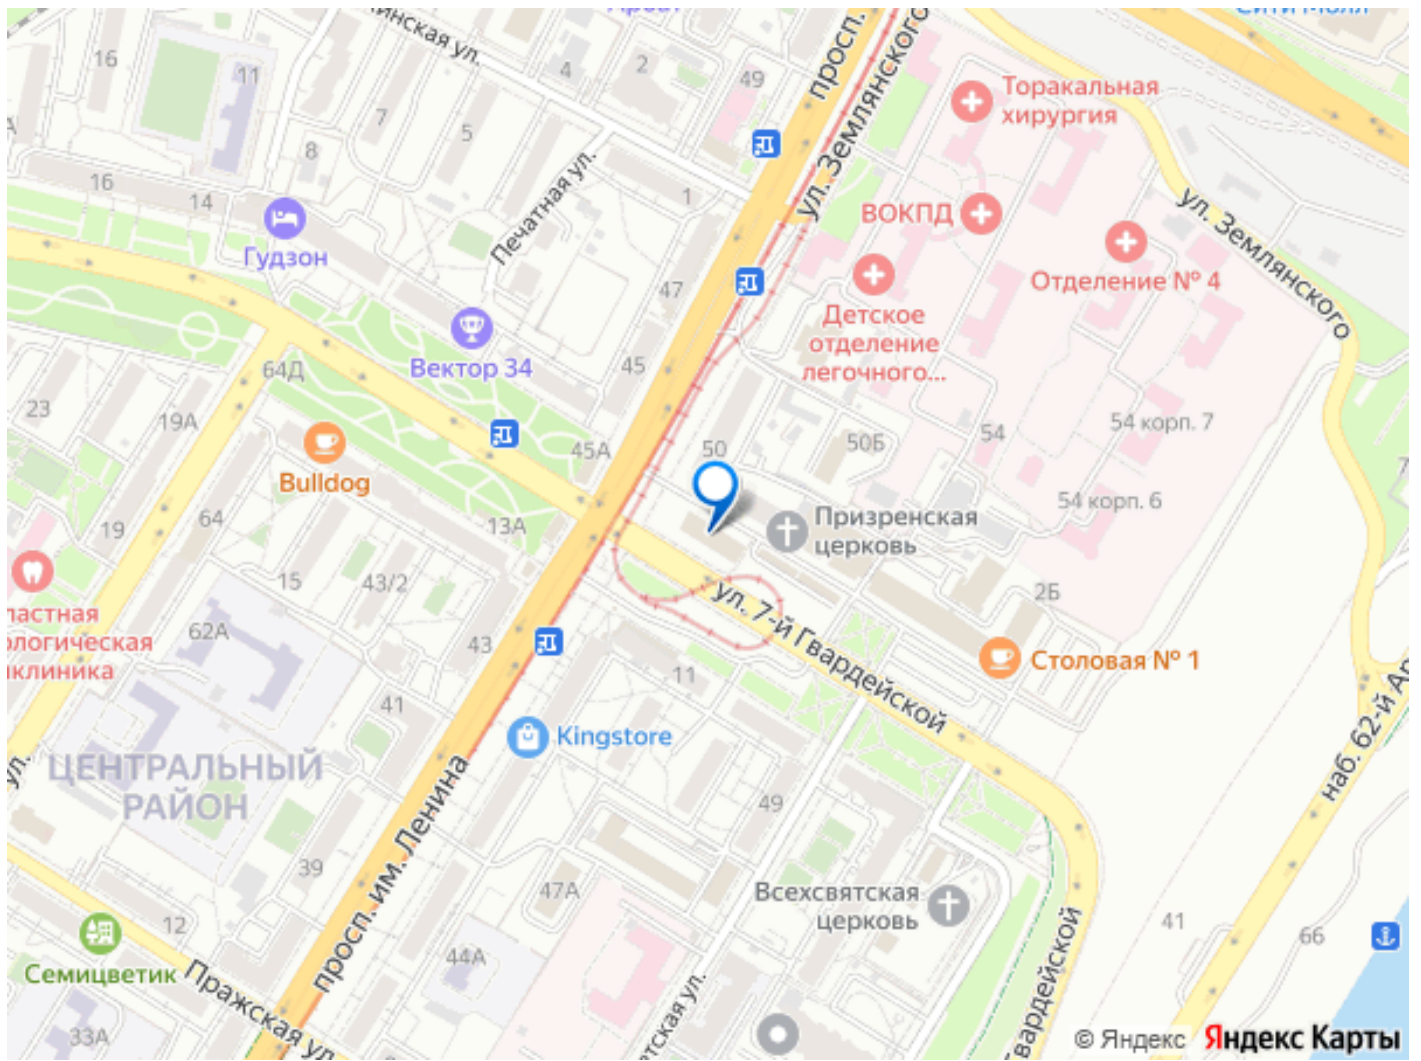 Сити Молл
просп.
ул. Землянского
16
11
4
2
49
7
5
8
Торакальная
хирургия
ул. Землянского
16
14
1
Печатная ул.
ВОКПД
Гудзон
Отделение № 4
47
Детское
отделение
легочного...
Вектор 34
64Д
45
23
19А
45А
50
50Б
54
54 корп. 7
Bulldog
54 корп. 6
Призренская
церковь
19
64
13А
15
43/2
2Б
ул. 7-й Гвардейской
62А
43
11
Столовая № 1
41
Kingstore
ЦЕНТРАЛЬНЫЙ
РАЙОН
просп. им. Ленина
49
39
47А
Всехсвятская
церковь
12
41
66
Семицветик
44А
Пражская ул.
33А
© Яндекс Яндекс Карты